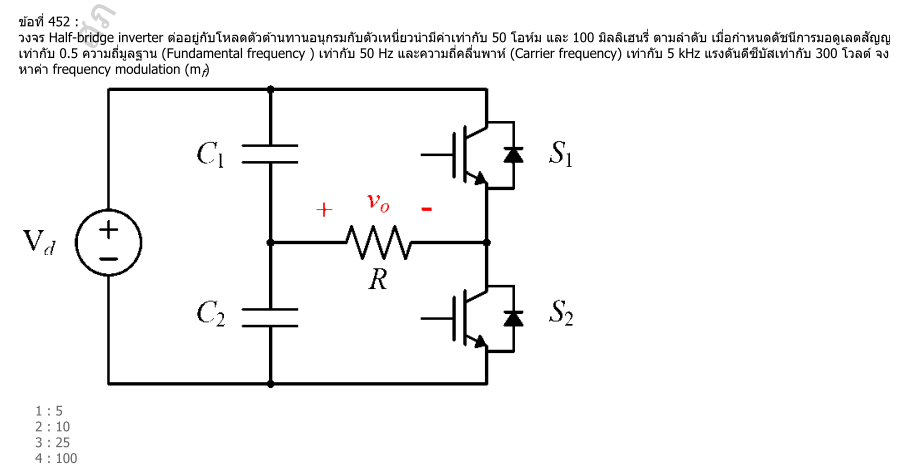 ข้อที่ 452 :
วงจร Half-bridge inverter ต่ออยู่กับโหลดตัวต้านทานอนุกรมกับตัวเหนี่ยวนำมีค่าเท่ากับ 50 โอห์ม และ 100 มิลลิเฮนรี่ ตามลำดับ เมื่อกำหนดดัชนีการมอดูเลตสัญญ
เท่ากับ 0.5 ความถี่มูลฐาน (Fundamental frequency ) เท่ากับ 50 Hz และความถี่คลื่นพาห์ (Carrier frequency) เท่ากับ 5 kHz แรงดันดีซีบัสเท่ากับ 300 โวลต์ จง
หาค่า frequency modulation (mf)
C1
S1
+ vo -
Vd
+
−
R
C2
S2
1 : 5
2 : 10
3 : 25
4 : 100